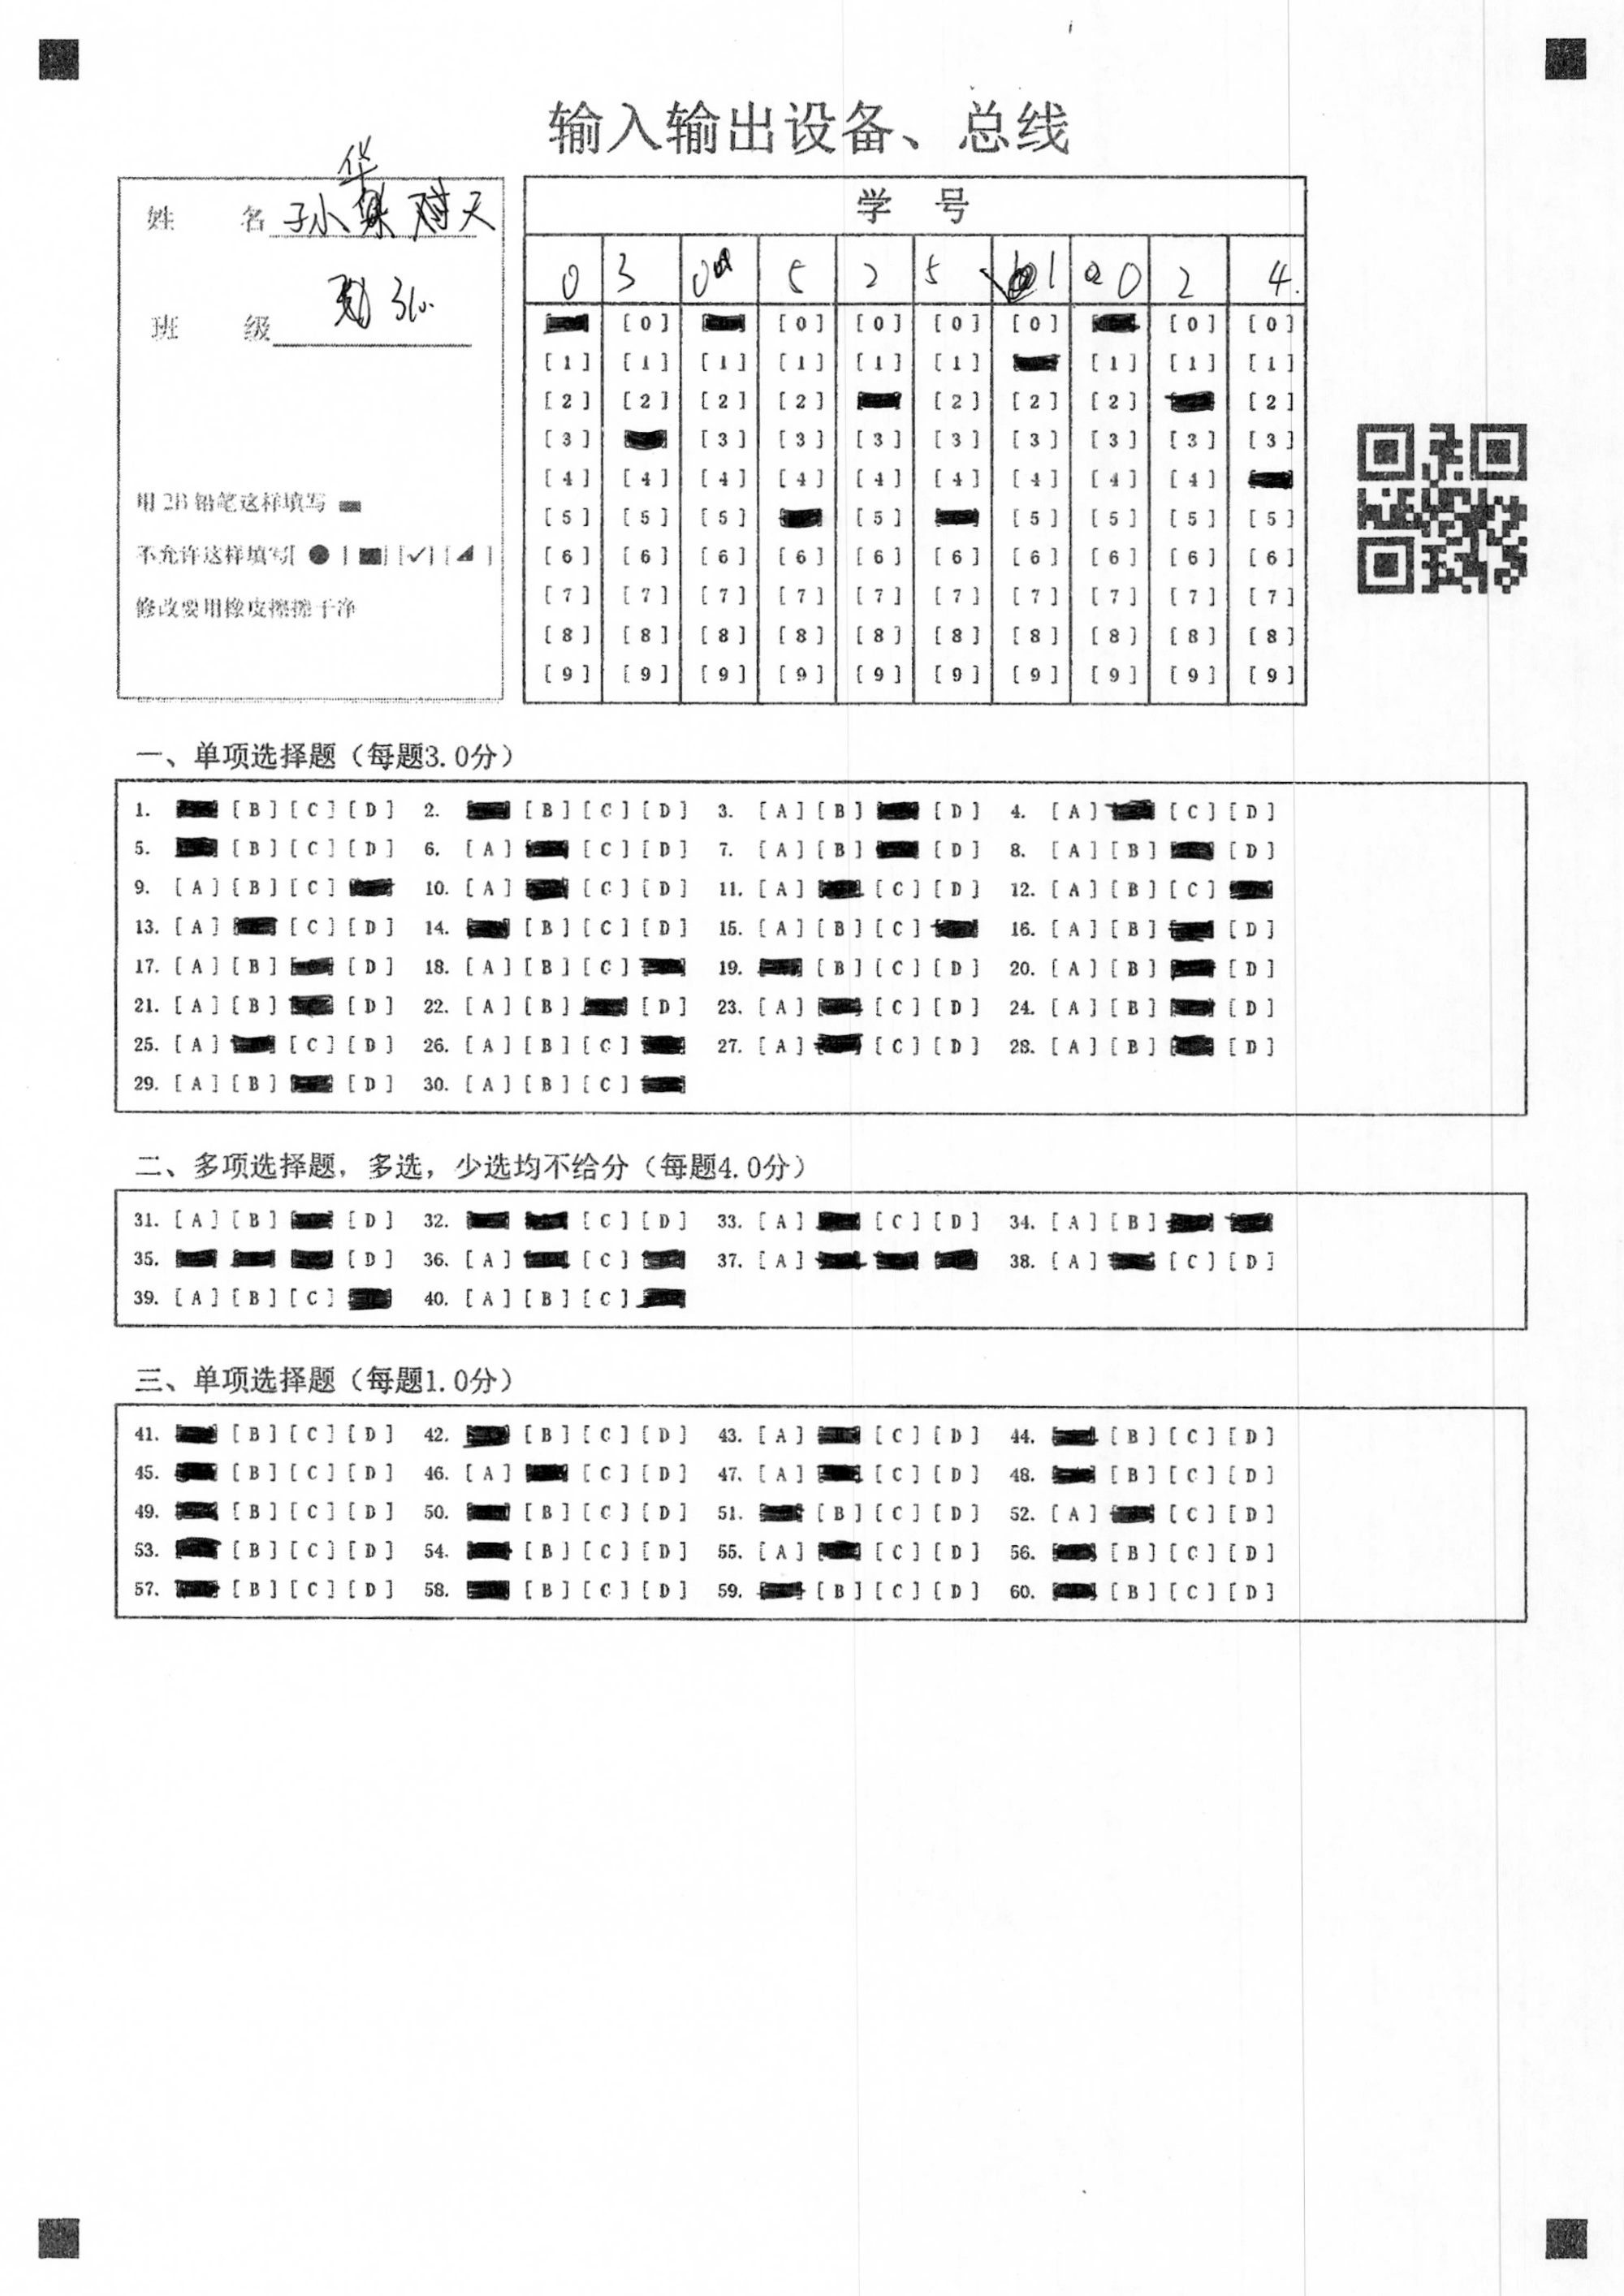 输入输出设备、总线
华
姓 名 孙小 天
班 级
用 2B 铅笔这样填写
不允许这样填写[ ● ] [✓] [ ]
修改要用橡皮擦擦干净
学 号
0 3 0 5 2 5 1 0 2 4.
[0] [0] [0] [0] [0] [0] [0]
[1] [1] [1] [1] [1] [1] [1] [1] [1]
[2] [2] [2] [2] [2] [2] [2] [2]
[3] [3] [3] [3] [3] [3] [3] [3] [3]
[4] [4] [4] [4] [4] [4] [4] [4] [4]
[5] [5] [5] [5] [5] [5] [5] [5]
[6] [6] [6] [6] [6] [6] [6] [6] [6] [6]
[7] [7] [7] [7] [7] [7] [7] [7] [7] [7]
[8] [8] [8] [8] [8] [8] [8] [8] [8] [8]
[9] [9] [9] [9] [9] [9] [9] [9] [9] [9]
一、单项选择题（每题3.0分）
1. [B] [C] [D] 2. [B] [C] [D] 3. [A] [B] [D] 4. [A] [C] [D]
5. [B] [C] [D] 6. [A] [C] [D] 7. [A] [B] [D] 8. [A] [B] [D]
9. [A] [B] [C] 10. [A] [C] [D] 11. [A] [C] [D] 12. [A] [B] [C]
13. [A] [C] [D] 14. [B] [C] [D] 15. [A] [B] [C] 16. [A] [B] [D]
17. [A] [B] [D] 18. [A] [B] [C] 19. [B] [C] [D] 20. [A] [B] [D]
21. [A] [B] [D] 22. [A] [B] [D] 23. [A] [C] [D] 24. [A] [B] [D]
25. [A] [C] [D] 26. [A] [B] [C] 27. [A] [C] [D] 28. [A] [B] [D]
29. [A] [B] [D] 30. [A] [B] [C]
二、多项选择题，多选，少选均不给分（每题4.0分）
31. [A] [B] [D] 32. [C] [D] 33. [A] [C] [D] 34. [A] [B]
35. [D] 36. [A] [C] 37. [A] 38. [A] [C] [D]
39. [A] [B] [C] 40. [A] [B] [C]
三、单项选择题（每题1.0分）
41. [B] [C] [D] 42. [B] [C] [D] 43. [A] [C] [D] 44. [B] [C] [D]
45. [B] [C] [D] 46. [A] [C] [D] 47. [A] [C] [D] 48. [B] [C] [D]
49. [B] [C] [D] 50. [B] [C] [D] 51. [B] [C] [D] 52. [A] [C] [D]
53. [B] [C] [D] 54. [B] [C] [D] 55. [A] [C] [D] 56. [B] [C] [D]
57. [B] [C] [D] 58. [B] [C] [D] 59. [B] [C] [D] 60. [B] [C] [D]